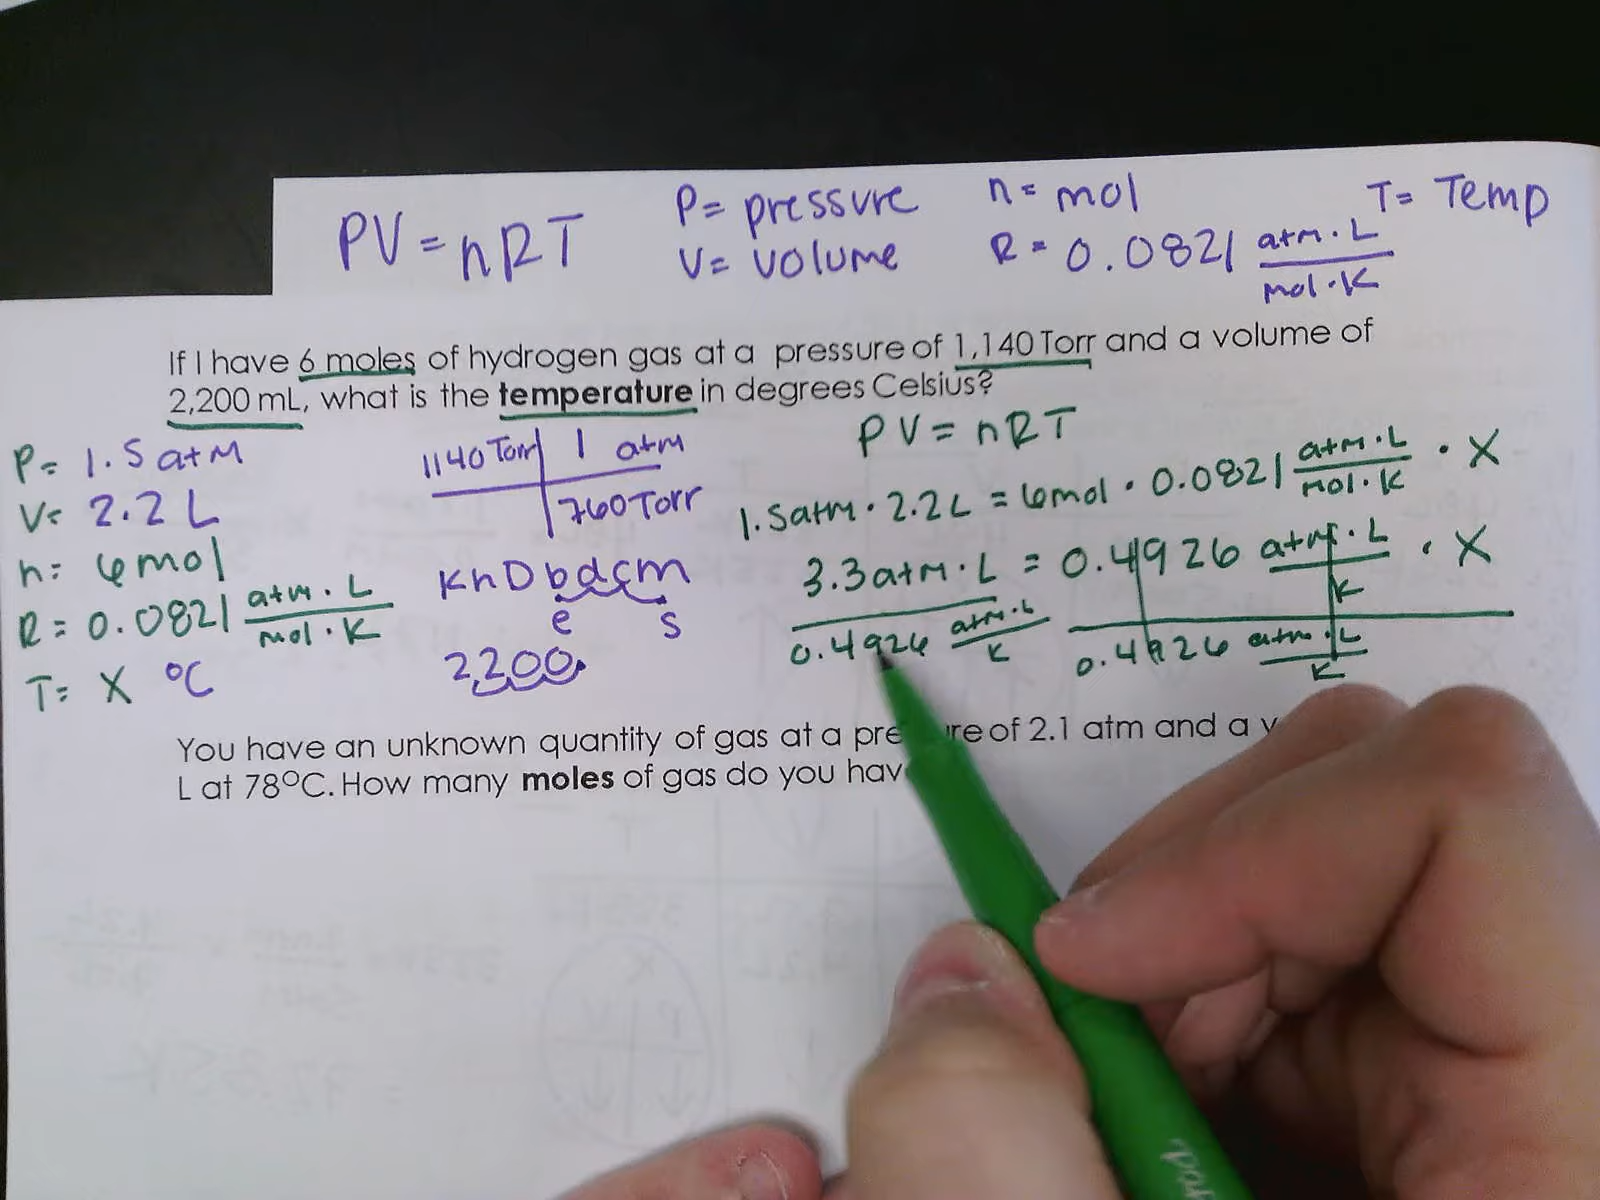 PV = nRT
P = pressure
V = volume
n = mol
R = 0.0821 atm · L / mol · K
T = Temp
If I have 6 moles of hydrogen gas at a pressure of 1,140 Torr and a volume of
2,200 mL, what is the temperature in degrees Celsius?
P = 1.5 atm
V = 2.2 L
n = 6 mol
R = 0.0821 atm · L / mol · K
T = X °C
1140 Torr | 1 atm
760 Torr
K h D b d c m
e s
2,200.
PV = nRT
1.5 atm · 2.2 L = 6 mol · 0.0821 atm · L / mol · K · X
3.3 atm · L = 0.4926 atm · L / K · X
0.4926 atm · L / K 0.4926 atm · L / K
You have an unknown quantity of gas at a of 2.1 atm and a
L at 78°C. How many moles of gas do you